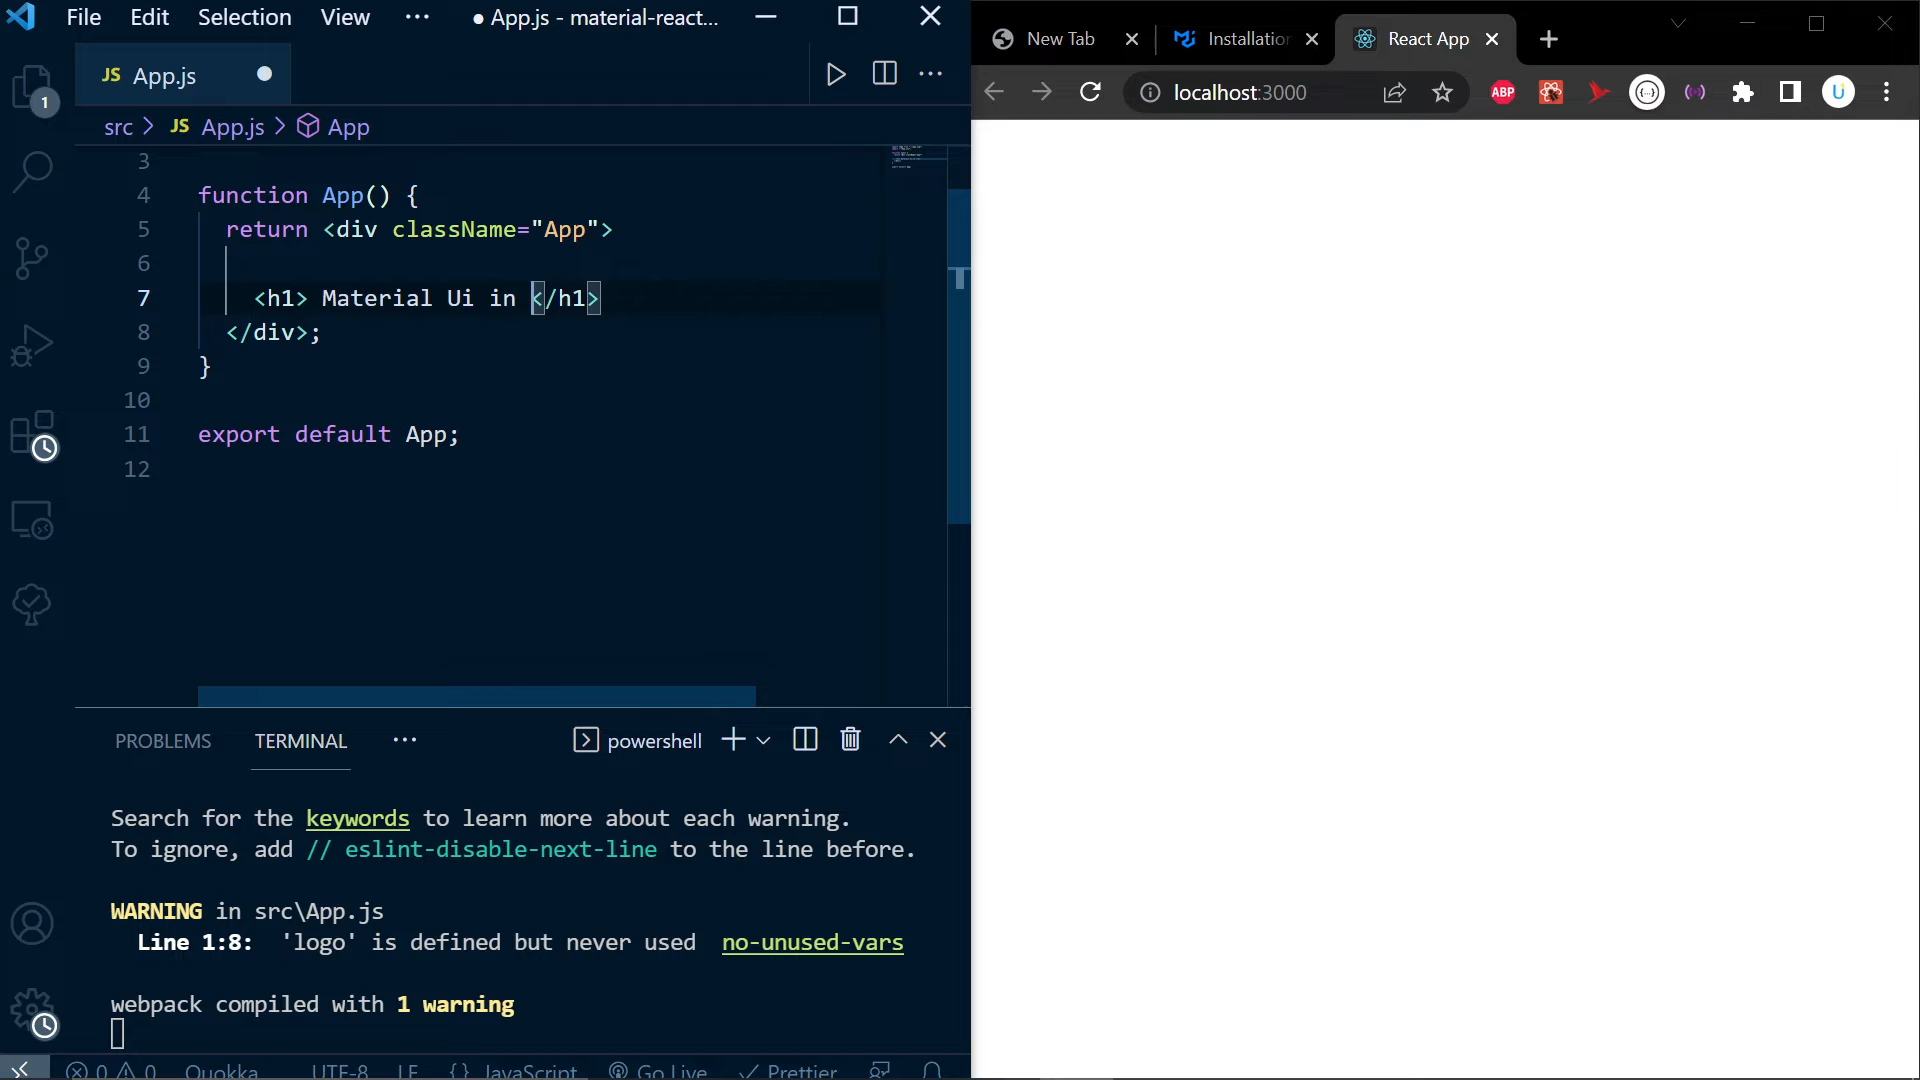 File Edit Selection View ··· ● App.js - material-react...
JS App.js
1
src > JS App.js > App
3
4 function App() {
5 return <div className="App">
6
7 <h1> Material Ui in </h1>
8 </div>;
9 }
10
11 export default App;
12
PROBLEMS TERMINAL ··· powershell
Search for the keywords to learn more about each warning.
To ignore, add // eslint-disable-next-line to the line before.
WARNING in src\App.js
Line 1:8: 'logo' is defined but never used no-unused-vars
webpack compiled with 1 warning
0 0 Quokka UTF-8 LF {} JavaScript Go Live Prettier
New Tab Installation React App
localhost:3000 ABP U